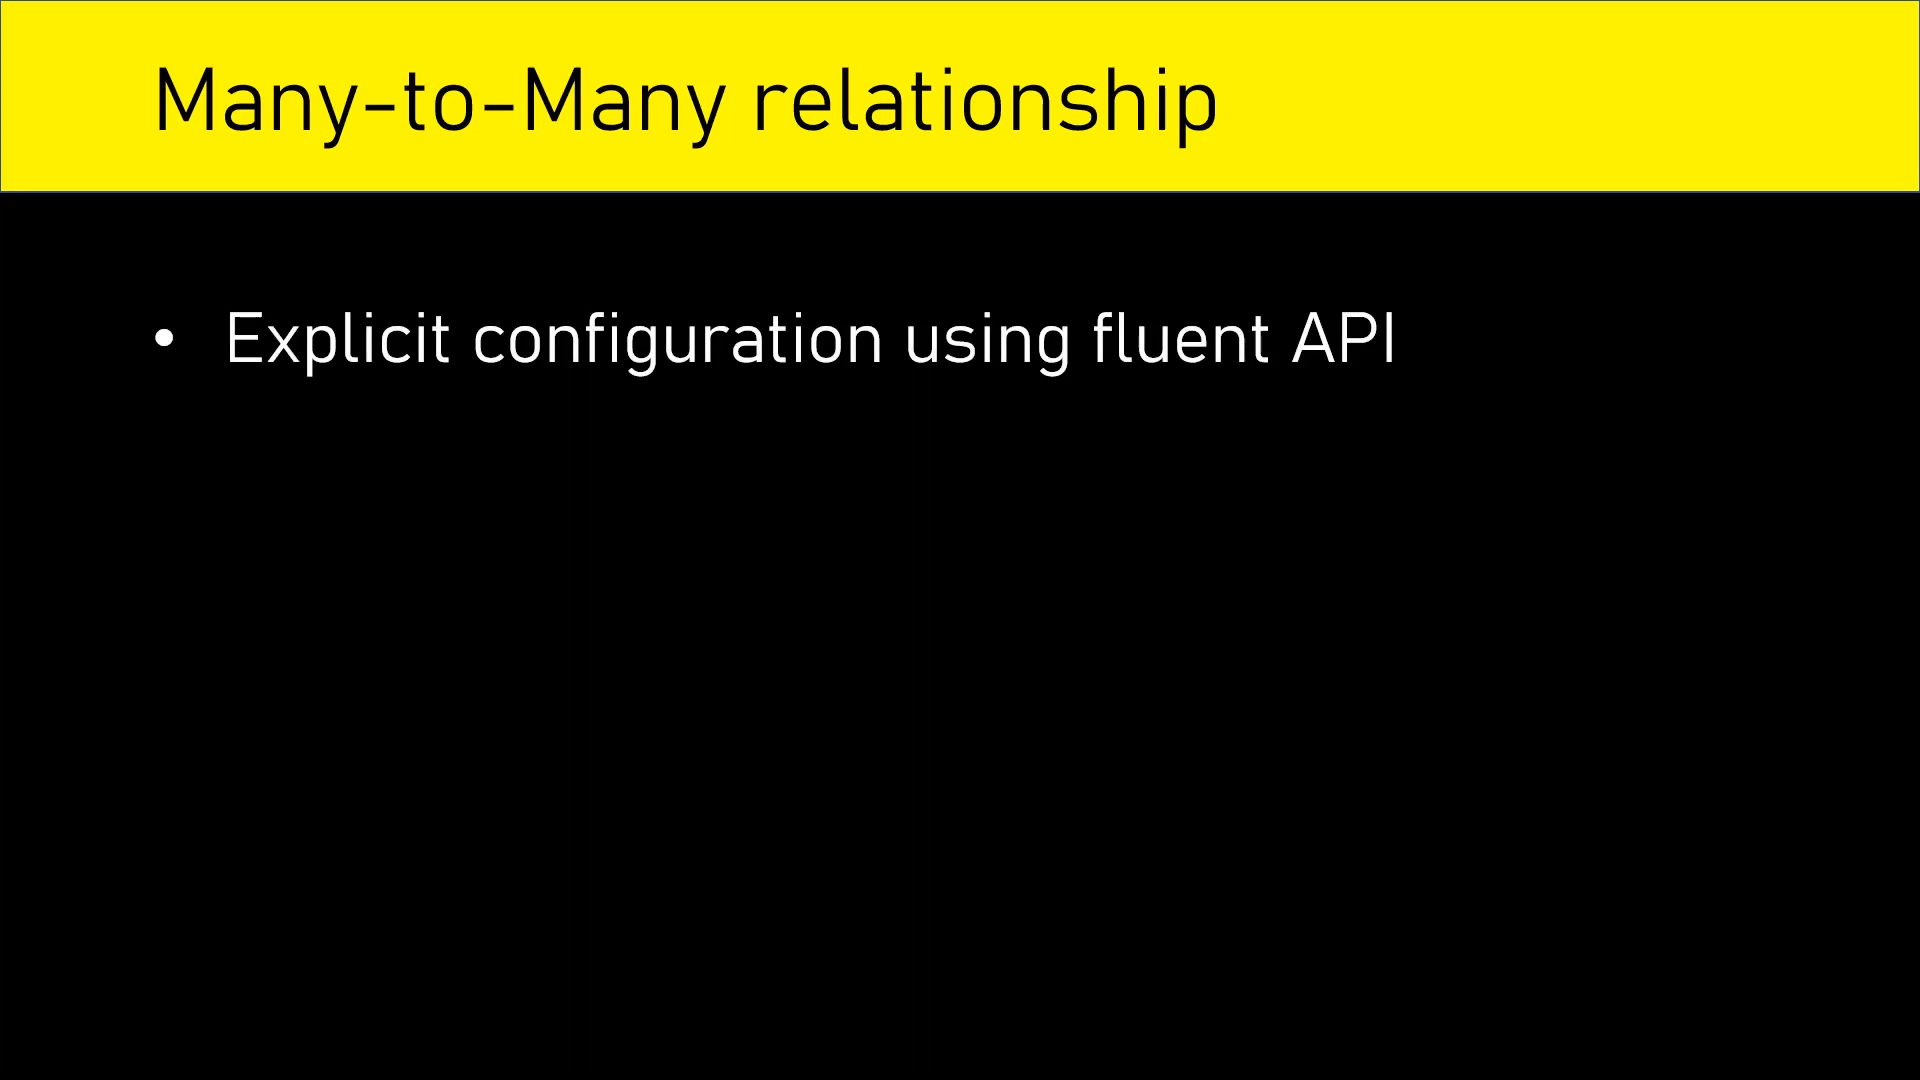 Many-to-Many relationship
• Explicit configuration using fluent API